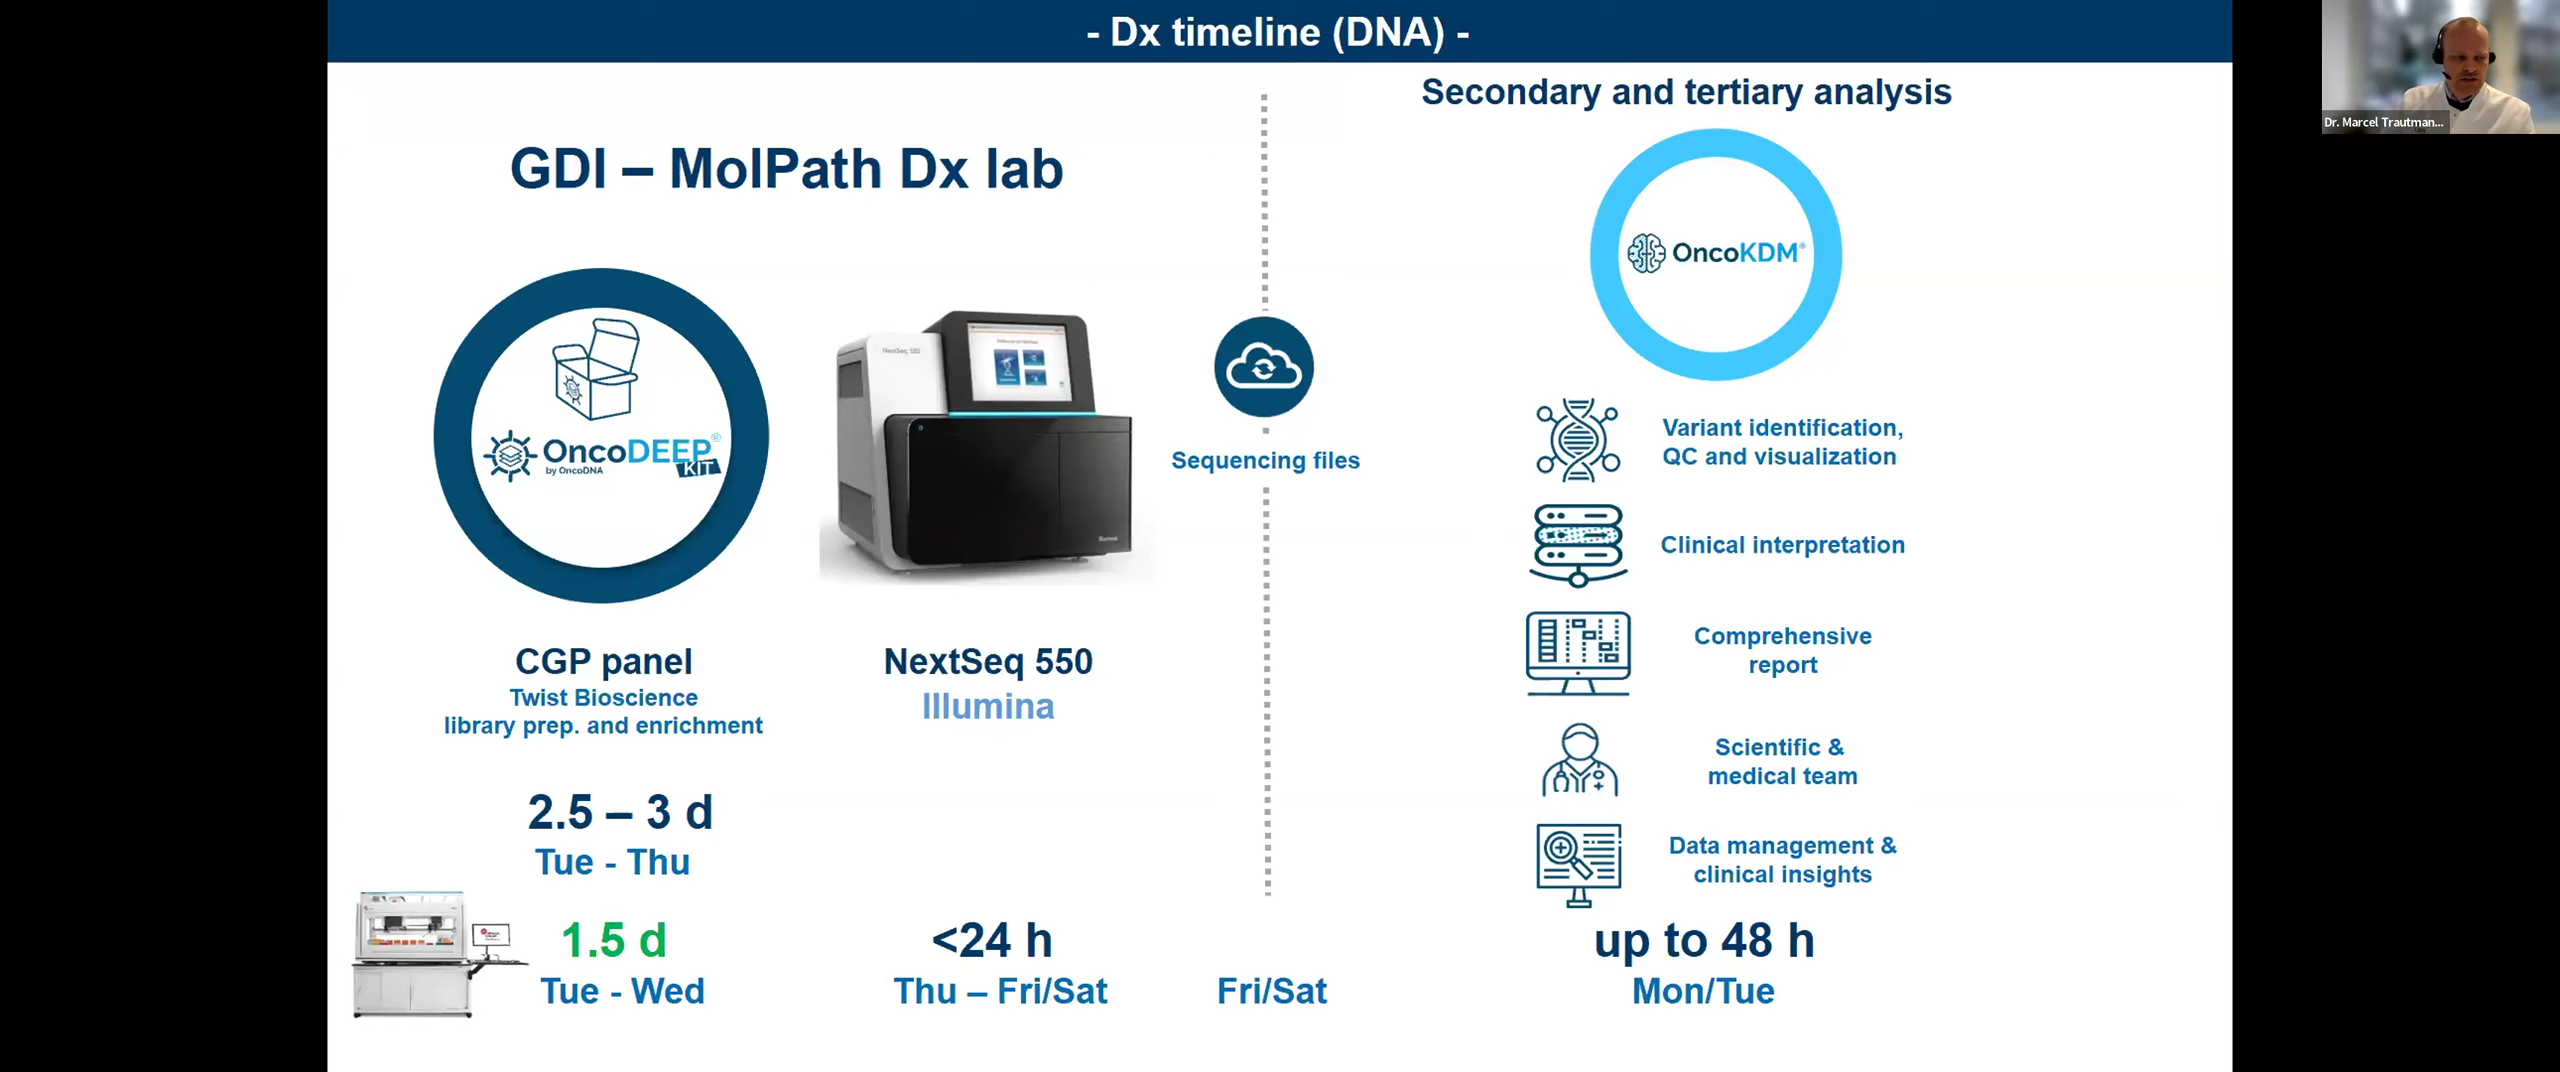 - Dx timeline (DNA) -
Dr. Marcel Trautman...
Secondary and tertiary analysis
GDI – MolPath Dx lab
OncoKDM®
OncoDEEP®
by OncoDNA
KIT
NextSeq 550
Illumina
Sequencing files
Variant identification,
QC and visualization
Clinical interpretation
Comprehensive
report
Scientific &
medical team
Data management &
clinical insights
CGP panel
Twist Bioscience
library prep. and enrichment
NextSeq 550
Illumina
2.5 – 3 d
Tue - Thu
1.5 d
Tue - Wed
<24 h
Thu – Fri/Sat
Fri/Sat
up to 48 h
Mon/Tue